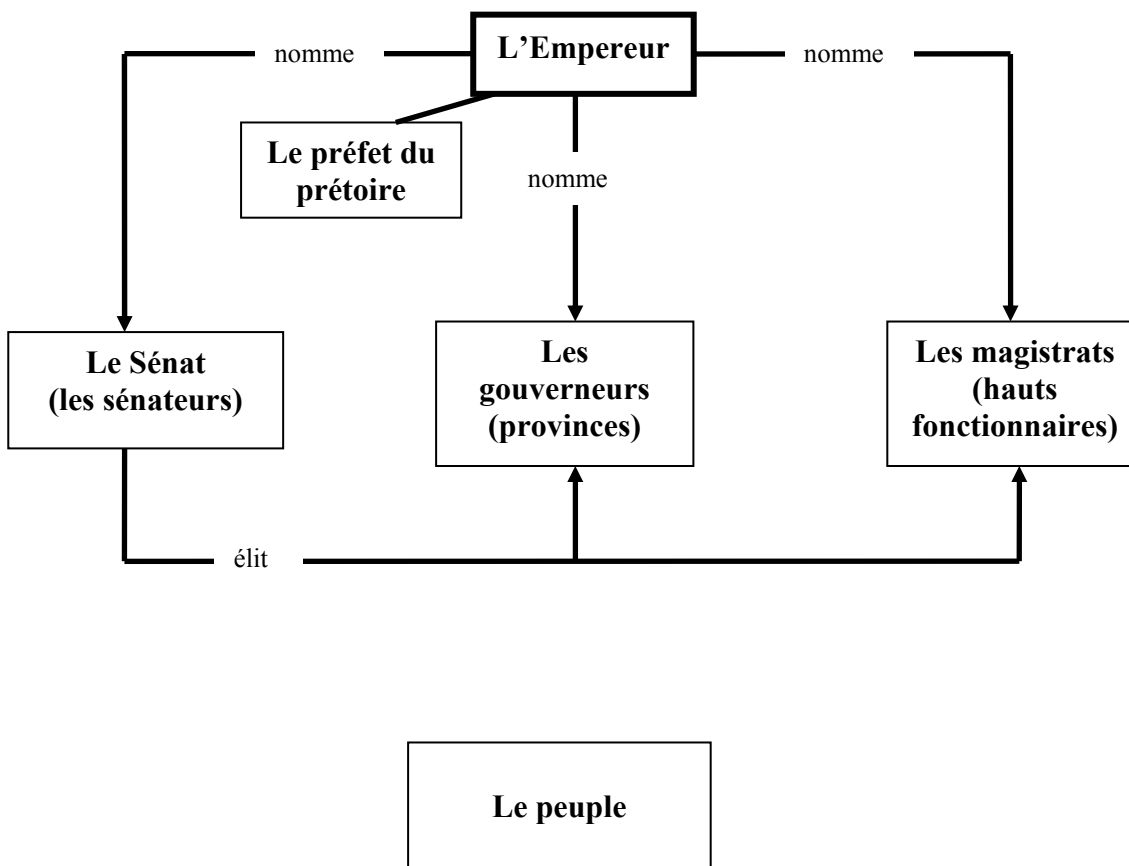 L’Empereur
nomme
nomme
Le préfet du
prétoire
nomme
Le Sénat
(les sénateurs)
Les
gouverneurs
(provinces)
Les magistrats
(hauts
fonctionnaires)
élit
Le peuple